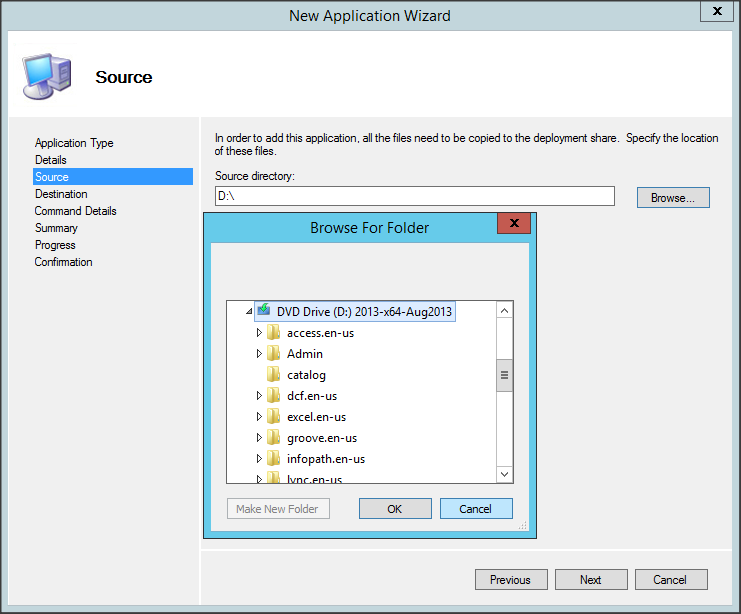 New Application Wizard
Source
Application Type
Details
Source
Destination
Command Details
Summary
Progress
Confirmation
In order to add this application, all the files need to be copied to the deployment share. Specify the location
of these files.
Source directory:
D:\
Browse...
Browse For Folder
DVD Drive (D:) 2013-x64-Aug2013
access.en-us
Admin
catalog
dcf.en-us
excel.en-us
groove.en-us
infopath.en-us
lync.en-us
Make New Folder
OK
Cancel
Previous
Next
Cancel